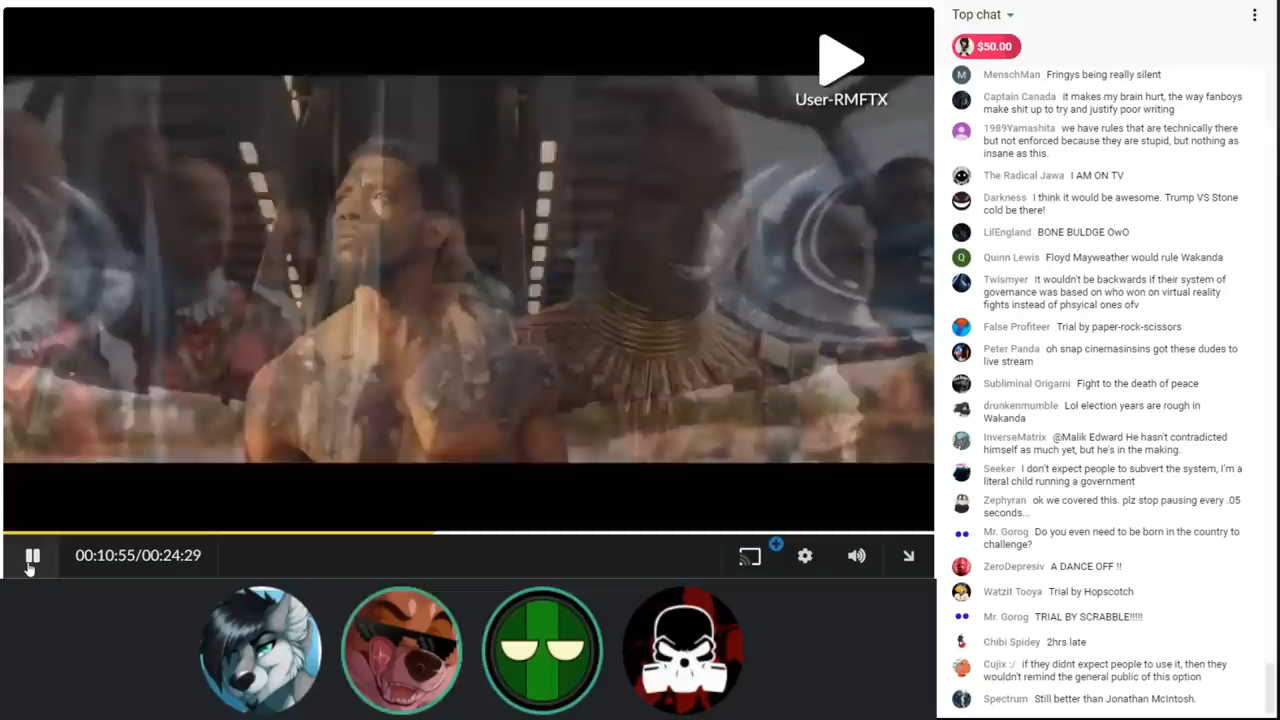 User-RMFTX
00:10:55/00:24:29
Top chat
$50.00
M MenschMan Fringys being really silent
Captain Canada it makes my brain hurt, the way fanboys
make shit up to try and justify poor writing
1989Yamashita we have rules that are technically there
but not enforced because they are stupid, but nothing as
insane as this.
The Radical Jawa I AM ON TV
Darkness I think it would be awesome. Trump VS Stone
cold be there!
LilEngland BONE BULDGE OwO
Q Quinn Lewis Floyd Mayweather would rule Wakanda
Twismyer It wouldn't be backwards if their system of
governance was based on who won on virtual reality
fights instead of phsyical ones ofv
False Profiteer Trial by paper-rock-scissors
Peter Panda oh snap cinemasinsins got these dudes to
live stream
Subliminal Origami Fight to the death of peace
drunkenmumble Lol election years are rough in
Wakanda
InverseMatrix @Malik Edward He hasn't contradicted
himself as much yet, but he's in the making.
Seeker I don't expect people to subvert the system, I'm a
literal child running a government
Zephyran ok we covered this. plz stop pausing every .05
seconds...
Mr. Gorog Do you even need to be born in the country to
challenge?
ZeroDepresiv A DANCE OFF !!
Watzit Tooya Trial by Hopscotch
Mr. Gorog TRIAL BY SCRABBLE!!!!!
Chibi Spidey 2hrs late
Cujix :/ if they didnt expect people to use it, then they
wouldn't remind the general public of this option
Spectrum Still better than Jonathan McIntosh.